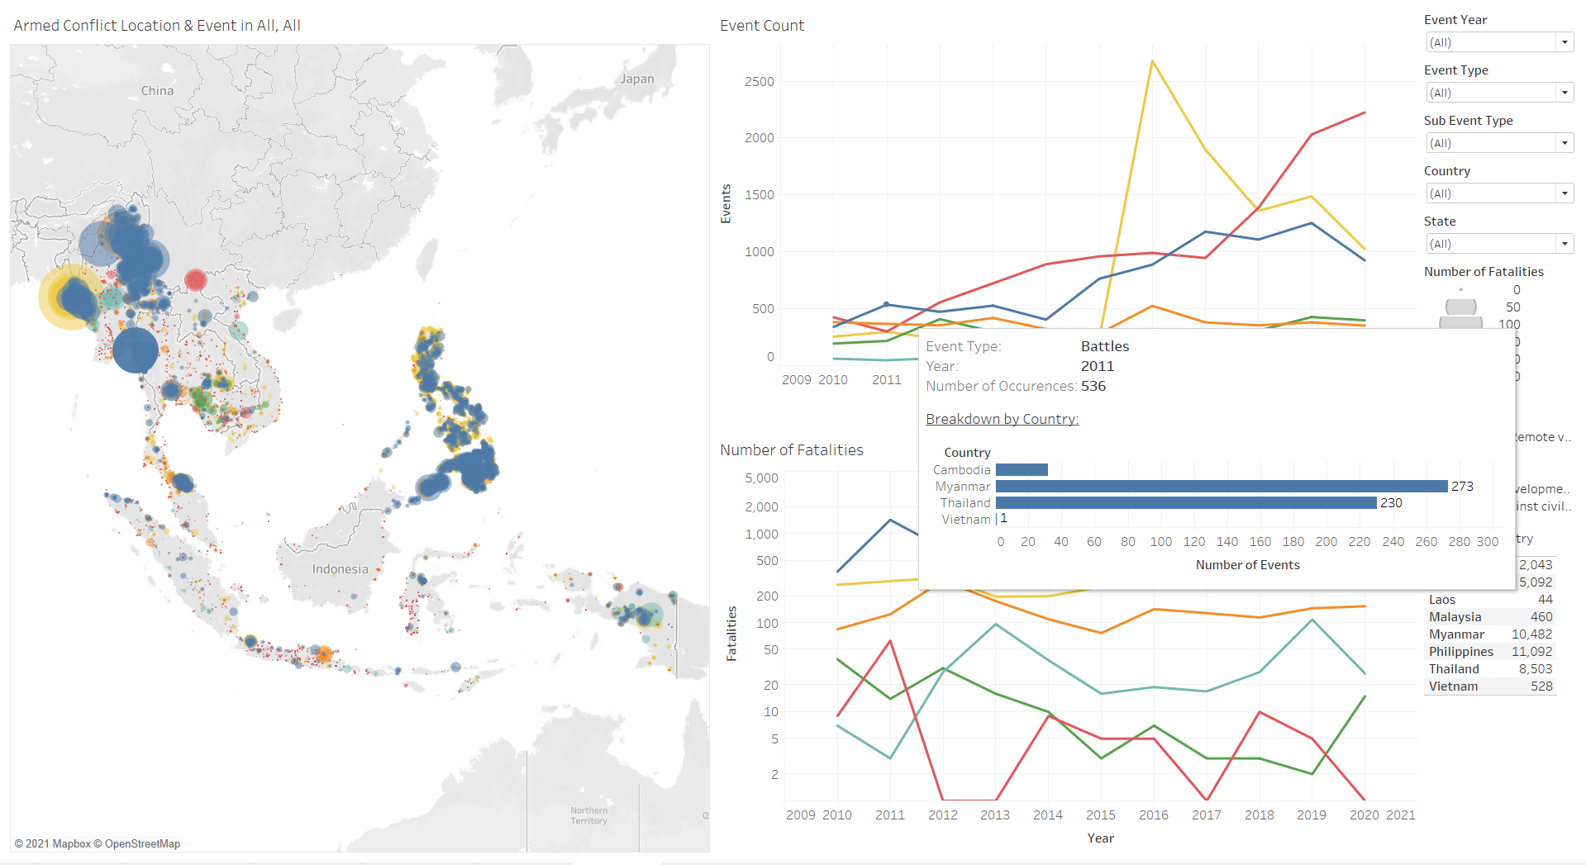 Armed Conflict Location & Event in All, All
China
Japan
Indonesia
Northern
Territory
© 2021 Mapbox © OpenStreetMap
Event Count
Events
2500
2000
1500
1000
500
0
2009 2010 2011
Event Type: Battles
Year: 2011
Number of Occurences: 536
Breakdown by Country:
Country
Cambodia
Myanmar 273
Thailand 230
Vietnam 1
0 20 40 60 80 100 120 140 160 180 200 220 240 260 280 300
Number of Events
Number of Fatalities
Fatalities
5,000
2,000
1,000
500
200
100
50
20
10
5
2
2009 2010 2011 2012 2013 2014 2015 2016 2017 2018 2019 2020 2021
Year
Event Year
(All)
Event Type
(All)
Sub Event Type
(All)
Country
(All)
State
(All)
Number of Fatalities
0
50
100
emote v..
velopme..
inst civil..
try
2,043
5,092
Laos 44
Malaysia 460
Myanmar 10,482
Philippines 11,092
Thailand 8,503
Vietnam 528